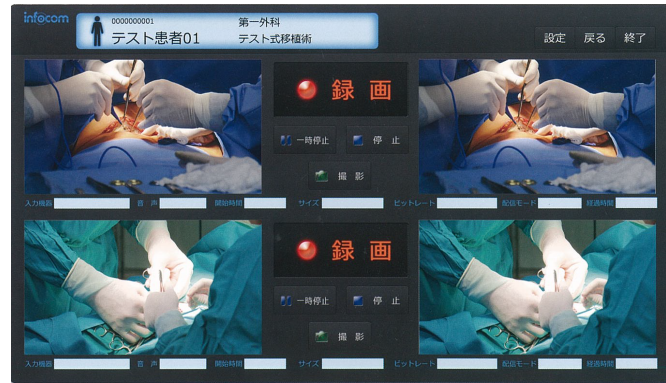 infocom
0000000001 第一外科
テスト患者01 テスト式移植術
設定 戻る 終了
録画
一時停止 停止
撮影
入力機器 音声 開始時間 サイズ ビットレート 配信モード 経過時間
録画
一時停止 停止
撮影
入力機器 音声 開始時間 サイズ ビットレート 配信モード 経過時間